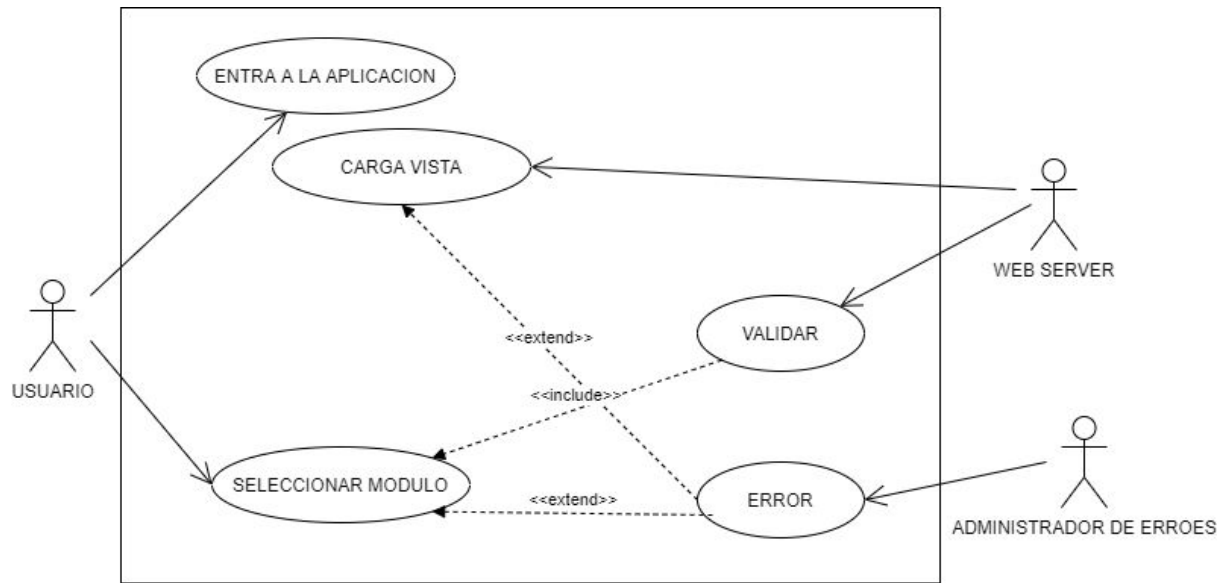 ENTRA A LA APLICACION
CARGA VISTA
WEB SERVER
<<extend>>
VALIDAR
USUARIO
<<include>>
SELECCIONAR MODULO
<<extend>>
ERROR
ADMINISTRADOR DE ERROES